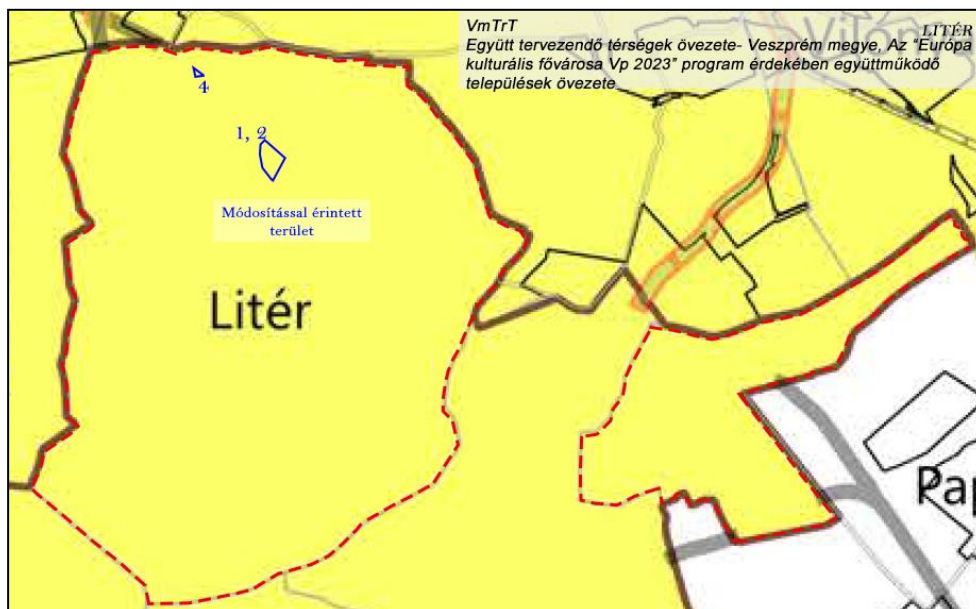 VmTrT
LITÉR
Együtt tervezendő térségek övezete- Veszprém megye, Az "Európa
kulturális fővárosa Vp 2023" program érdekében együttműködő
települések övezete
4
1, 2
Módosítással érintett
terület
Litér
Pap